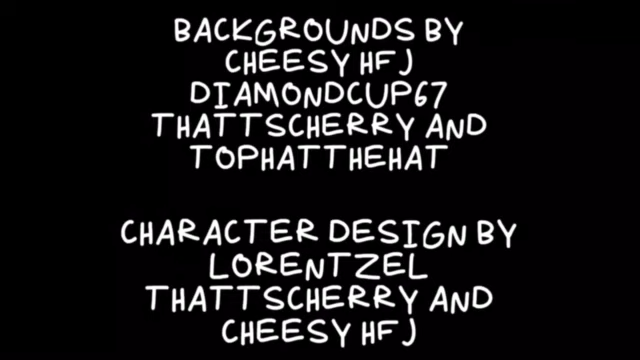 BACKGROUNDS BY
CHEESY HFJ
DIAMONDCUP67
THATTSCHERRY AND
TOPHATTHEHAT
CHARACTER DESIGN BY
LORENTZEL
THATTSCHERRY AND
CHEESY HFJ